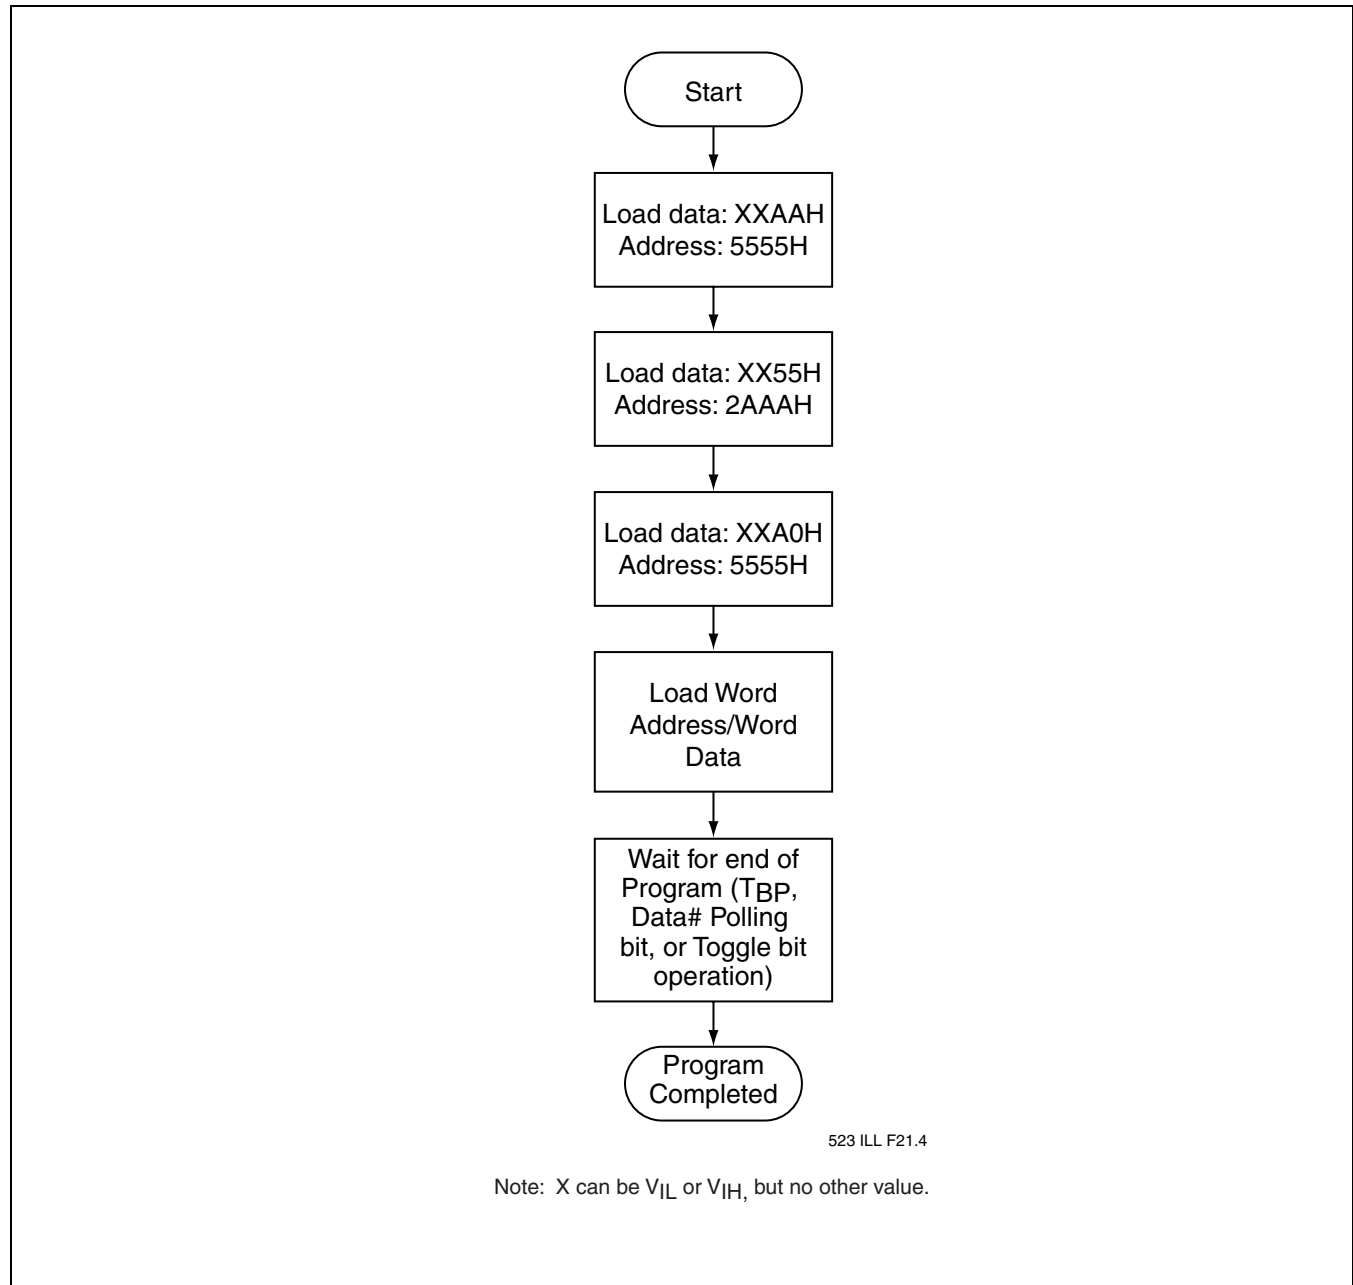 Start
Load data: XXAAH
Address: 5555H
Load data: XX55H
Address: 2AAAH
Load data: XXA0H
Address: 5555H
Load Word
Address/Word
Data
Wait for end of
Program (TBP,
Data# Polling
bit, or Toggle bit
operation)
Program
Completed
523 ILL F21.4
Note: X can be VIL or VIH, but no other value.